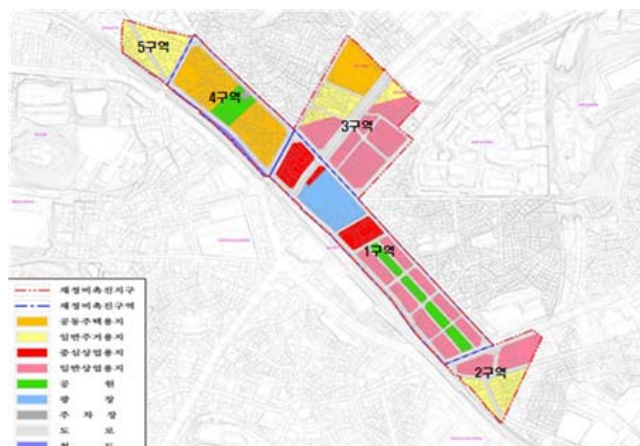 5구역
4구역
3구역
1구역
2구역
재정비촉진지구
재정비촉진구역
공동주택용지
일반주거용지
중심상업용지
일반상업용지
공 원
광 장
주 차 장
도 로
철 도